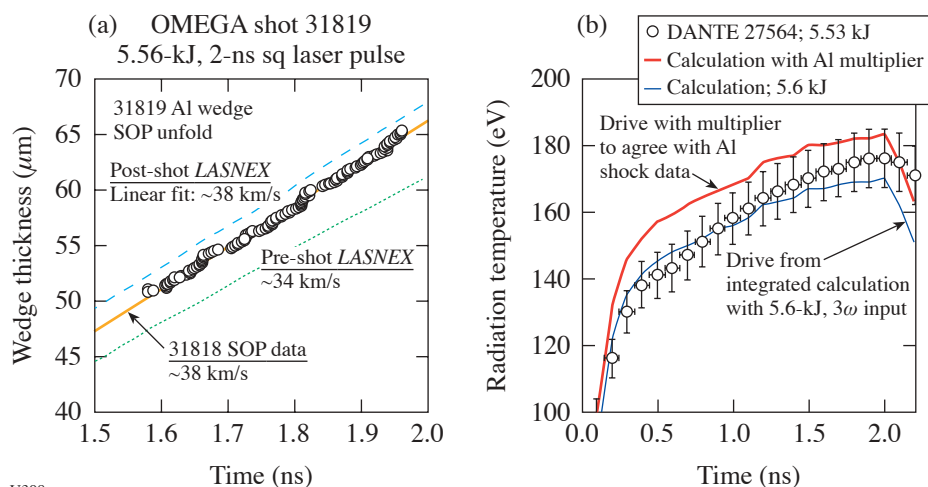 (a) OMEGA shot 31819
5.56-kJ, 2-ns sq laser pulse
70
65
60
55
50
45
40
Wedge thickness (μm)
31819 Al wedge
SOP unfold
Post-shot LASNEX
Linear fit: ~38 km/s
Pre-shot LASNEX
~34 km/s
31818 SOP data
~38 km/s
1.5 1.6 1.7 1.8 1.9 2.0
Time (ns)
(b)
DANTE 27564; 5.53 kJ
Calculation with Al multiplier
Calculation; 5.6 kJ
200
180
160
140
120
100
Radiation temperature (eV)
Drive with multiplier
to agree with Al
shock data
Drive from
integrated calculation
with 5.6-kJ, 3ω input
0.0 0.5 1.0 1.5 2.0
Time (ns)